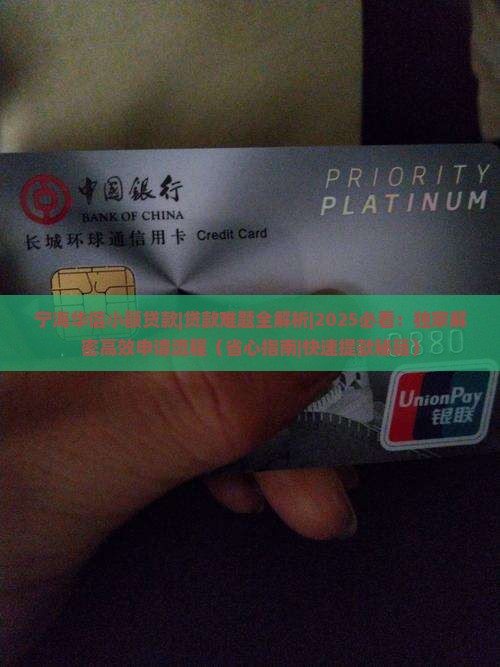 中國銀行
BANK OF CHINA
长城环球通信用卡 Credit Card
PRIORITY
PLATINUM
宁高华信小额贷款|贷款难题全解析|2025必看：独家解
密高效申请流程（省心指南|快速提款秘籍）
UnionPay
银联